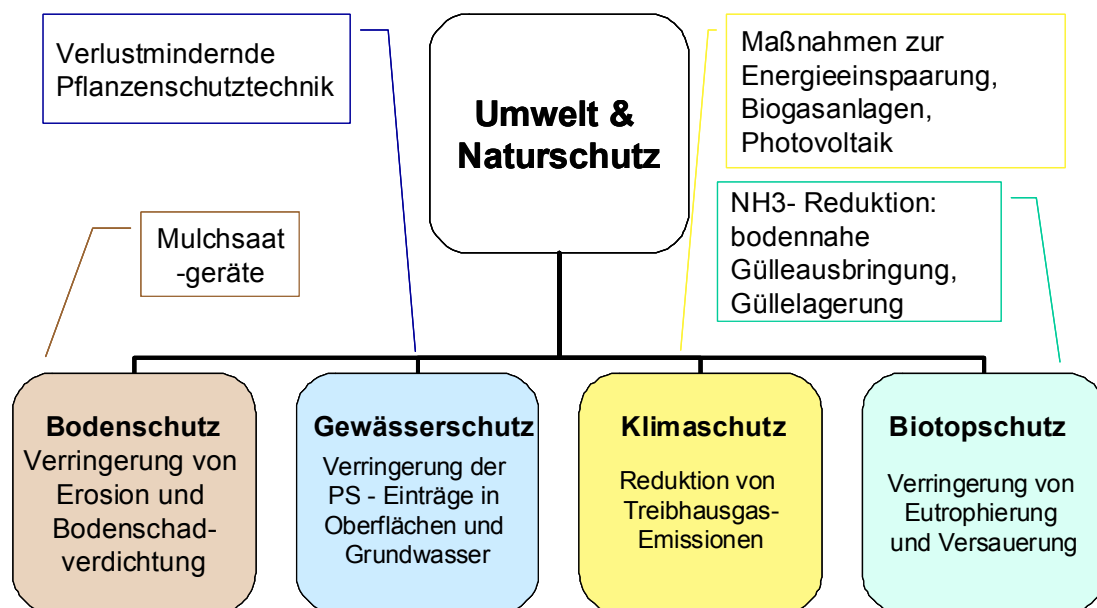 Verlustmindernde
Pflanzenschutztechnik
Umwelt &
Naturschutz
Maßnahmen zur
Energieeinspaarung,
Biogasanlagen,
Photovoltaik
Mulchsaat
-geräte
NH3- Reduktion:
bodennahe
Gülleausbringung,
Güllelagerung
Bodenschutz
Verringerung von
Erosion und
Bodenschad-
verdichtung
Gewässerschutz
Verringerung der
PS - Einträge in
Oberflächen und
Grundwasser
Klimaschutz
Reduktion von
Treibhausgas-
Emissionen
Biotopschutz
Verringerung von
Eutrophierung
und Versauerung